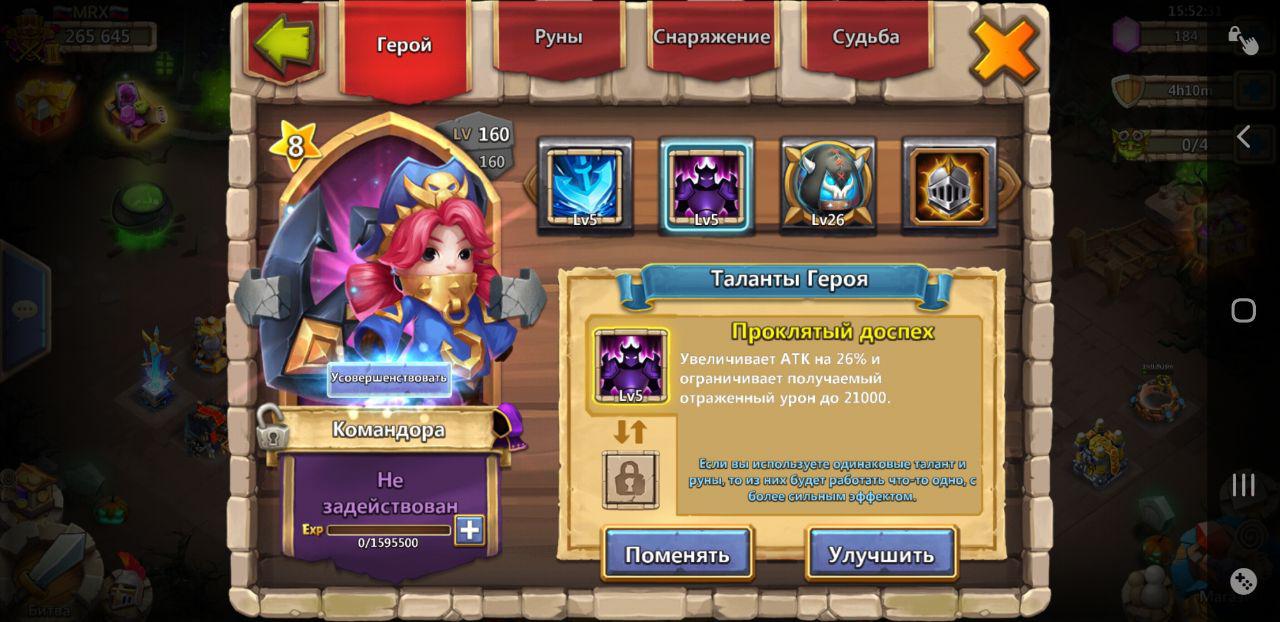 MRX
265 645
Герой
Руны
Снаряжение
Судьба
15:52:31
184
4h10m
0/4
8
LV 160
160
Lv5
Lv5
Lv26
Таланты Героя
Проклятый доспех
Увеличивает АТК на 26% и
ограничивает получаемый
отраженный урон до 21000.
Lv5
Усовершенствовать
Командора
Не
задействован
Exp
0/1595500
Если вы используете одинаковые талант и
руны, то из них будет работать что-то одно, с
более сильным эффектом.
Поменять
Улучшить
Битва